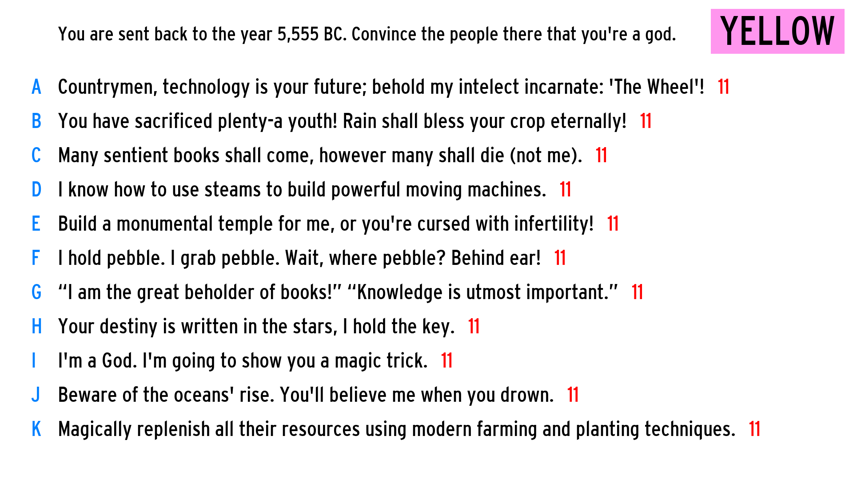 You are sent back to the year 5,555 BC. Convince the people there that you're a god.
YELLOW
A Countrymen, technology is your future; behold my intelect incarnate: 'The Wheel'! 11
B You have sacrificed plenty-a youth! Rain shall bless your crop eternally! 11
C Many sentient books shall come, however many shall die (not me). 11
D I know how to use steams to build powerful moving machines. 11
E Build a monumental temple for me, or you're cursed with infertility! 11
F I hold pebble. I grab pebble. Wait, where pebble? Behind ear! 11
G “I am the great beholder of books!” “Knowledge is utmost important.” 11
H Your destiny is written in the stars, I hold the key. 11
I I'm a God. I'm going to show you a magic trick. 11
J Beware of the oceans' rise. You'll believe me when you drown. 11
K Magically replenish all their resources using modern farming and planting techniques. 11